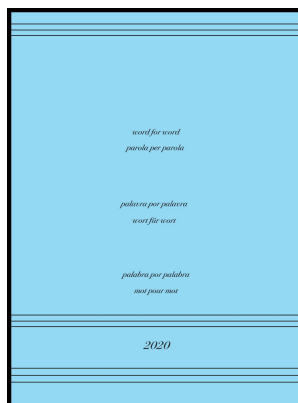 word for word
parola per parola
palavra por palavra
wort für wort
palabra por palabra
mot pour mot
2020